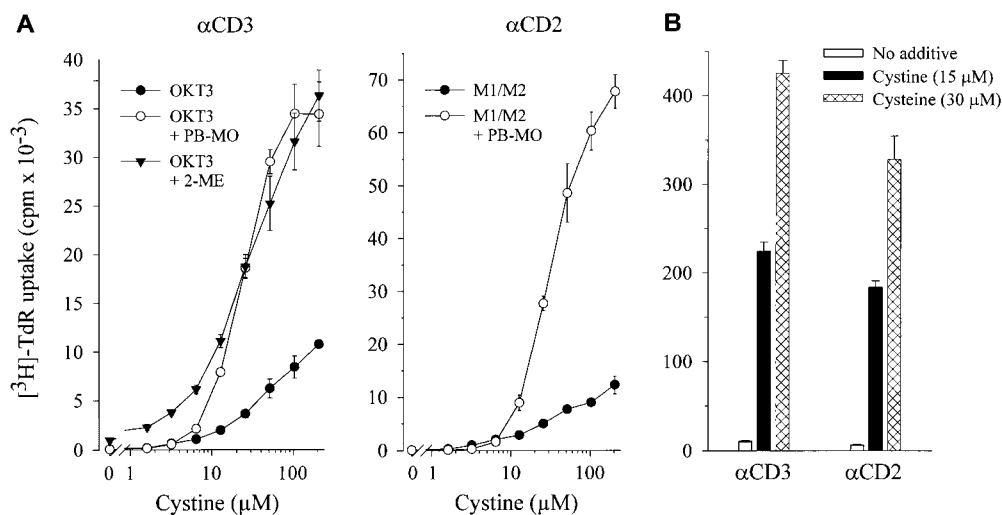 A
αCD3
[³H]-TdR uptake (cpm x 10⁻³)
40
35
30
25
20
15
10
5
0
OKT3
OKT3
+ PB-MO
OKT3
+ 2-ME
0 1 10 100
Cystine (μM)
αCD2
70
60
50
40
30
20
10
0
M1/M2
M1/M2
+ PB-MO
0 1 10 100
Cystine (μM)
B
No additive
Cystine (15 μM)
Cysteine (30 μM)
400
300
200
100
0
αCD3 αCD2